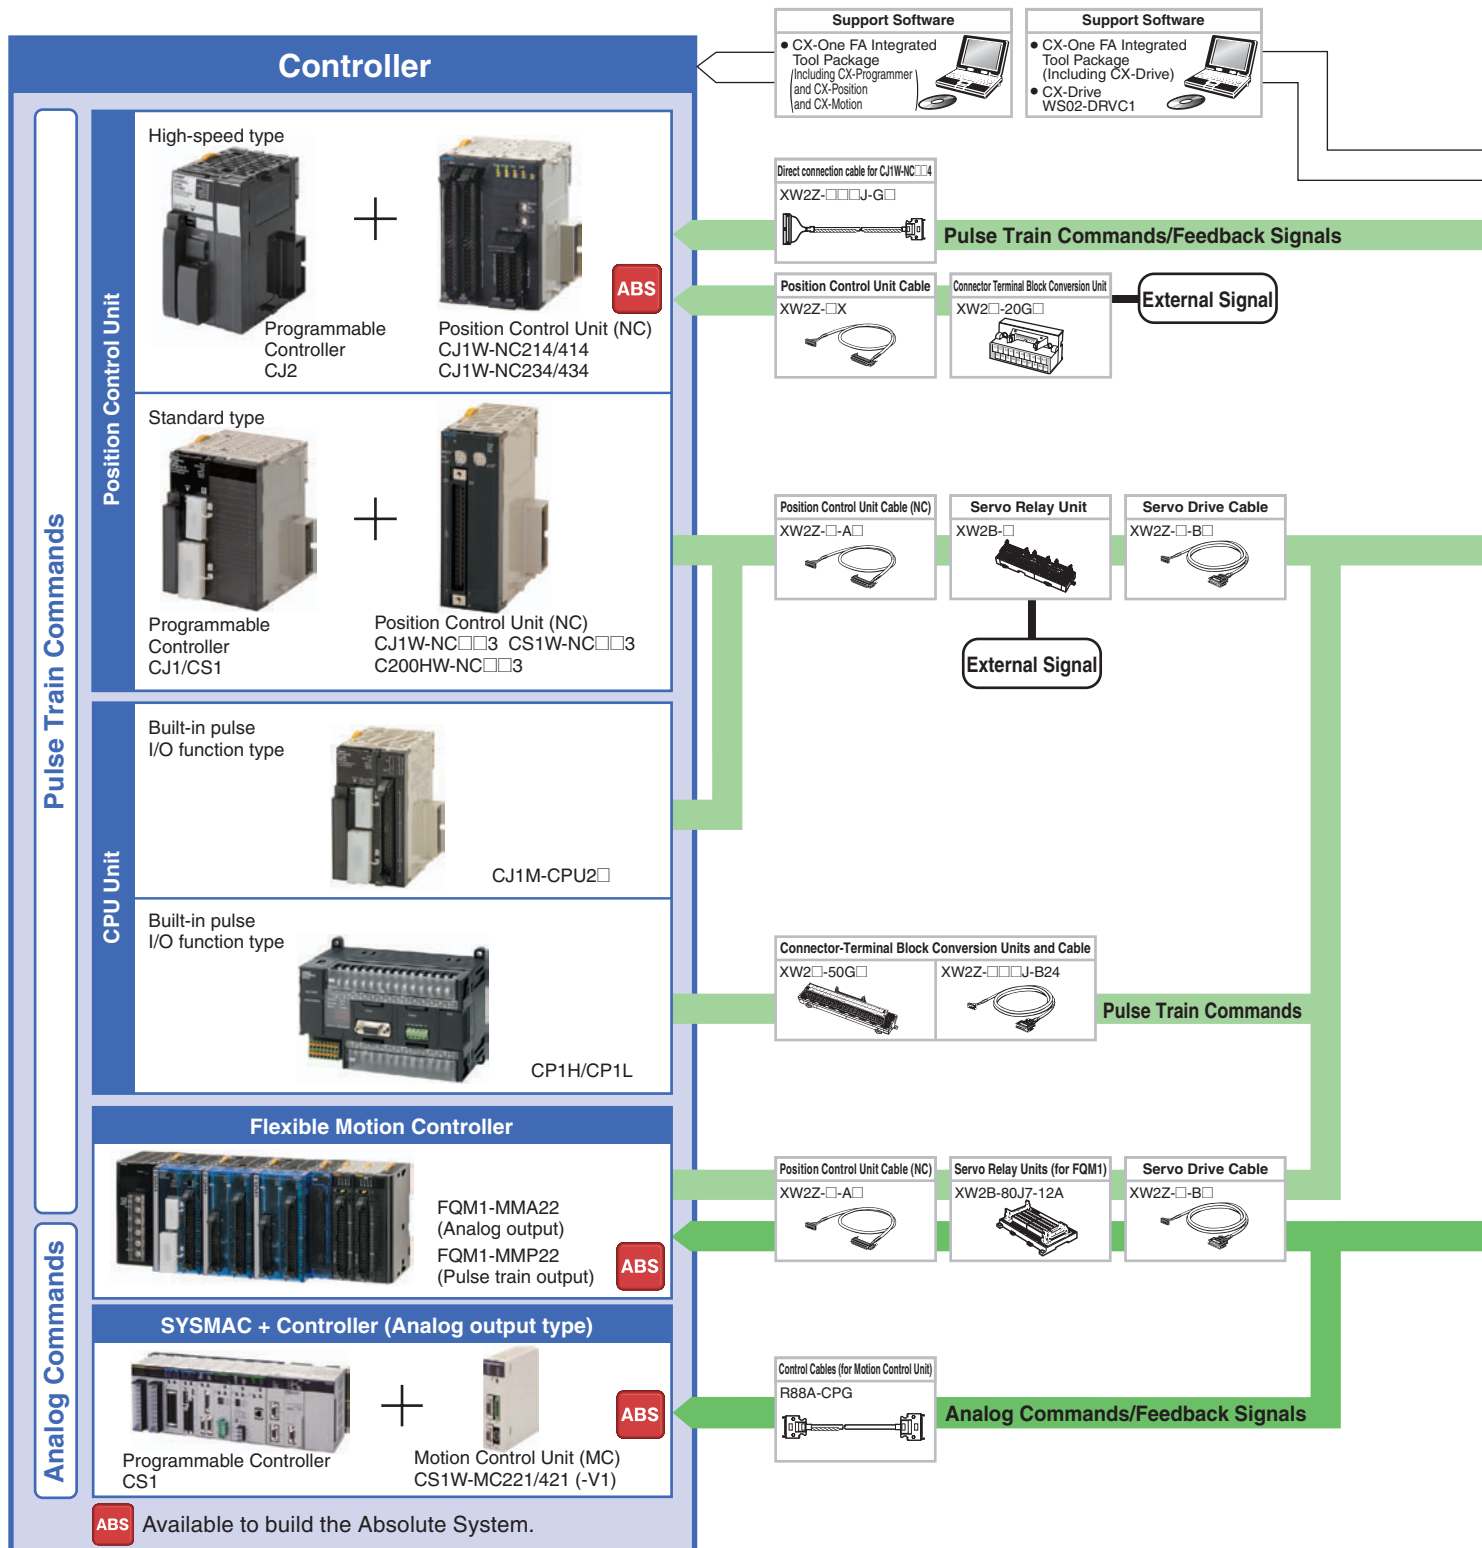 Support Software
● CX-One FA Integrated
Tool Package
(Including CX-Programmer
and CX-Position
and CX-Motion)
Support Software
● CX-One FA Integrated
Tool Package
(Including CX-Drive)
● CX-Drive
WS02-DRVC1
Controller
Pulse Train Commands
Analog Commands
Position Control Unit
High-speed type
Programmable
Controller
CJ2
Position Control Unit (NC)
CJ1W-NC214/414
CJ1W-NC234/434
ABS
Direct connection cable for CJ1W-NC□□4
XW2Z-□□□J-G□
Pulse Train Commands/Feedback Signals
Position Control Unit Cable
XW2Z-□X
Connector Terminal Block Conversion Unit
XW2□-20G□
External Signal
Standard type
Programmable
Controller
CJ1/CS1
Position Control Unit (NC)
CJ1W-NC□□3 CS1W-NC□□3
C200HW-NC□□3
Position Control Unit Cable (NC)
XW2Z-□-A□
Servo Relay Unit
XW2B-□
Servo Drive Cable
XW2Z-□-B□
External Signal
CPU Unit
Built-in pulse
I/O function type
CJ1M-CPU2□
Built-in pulse
I/O function type
CP1H/CP1L
Connector-Terminal Block Conversion Units and Cable
XW2□-50G□
XW2Z-□□□J-B24
Pulse Train Commands
Flexible Motion Controller
FQM1-MMA22
(Analog output)
FQM1-MMP22
(Pulse train output)
ABS
Position Control Unit Cable (NC)
XW2Z-□-A□
Servo Relay Units (for FQM1)
XW2B-80J7-12A
Servo Drive Cable
XW2Z-□-B□
SYSMAC + Controller (Analog output type)
Programmable Controller
CS1
Motion Control Unit (MC)
CS1W-MC221/421 (-V1)
ABS
Control Cables (for Motion Control Unit)
R88A-CPG
Analog Commands/Feedback Signals
ABS Available to build the Absolute System.